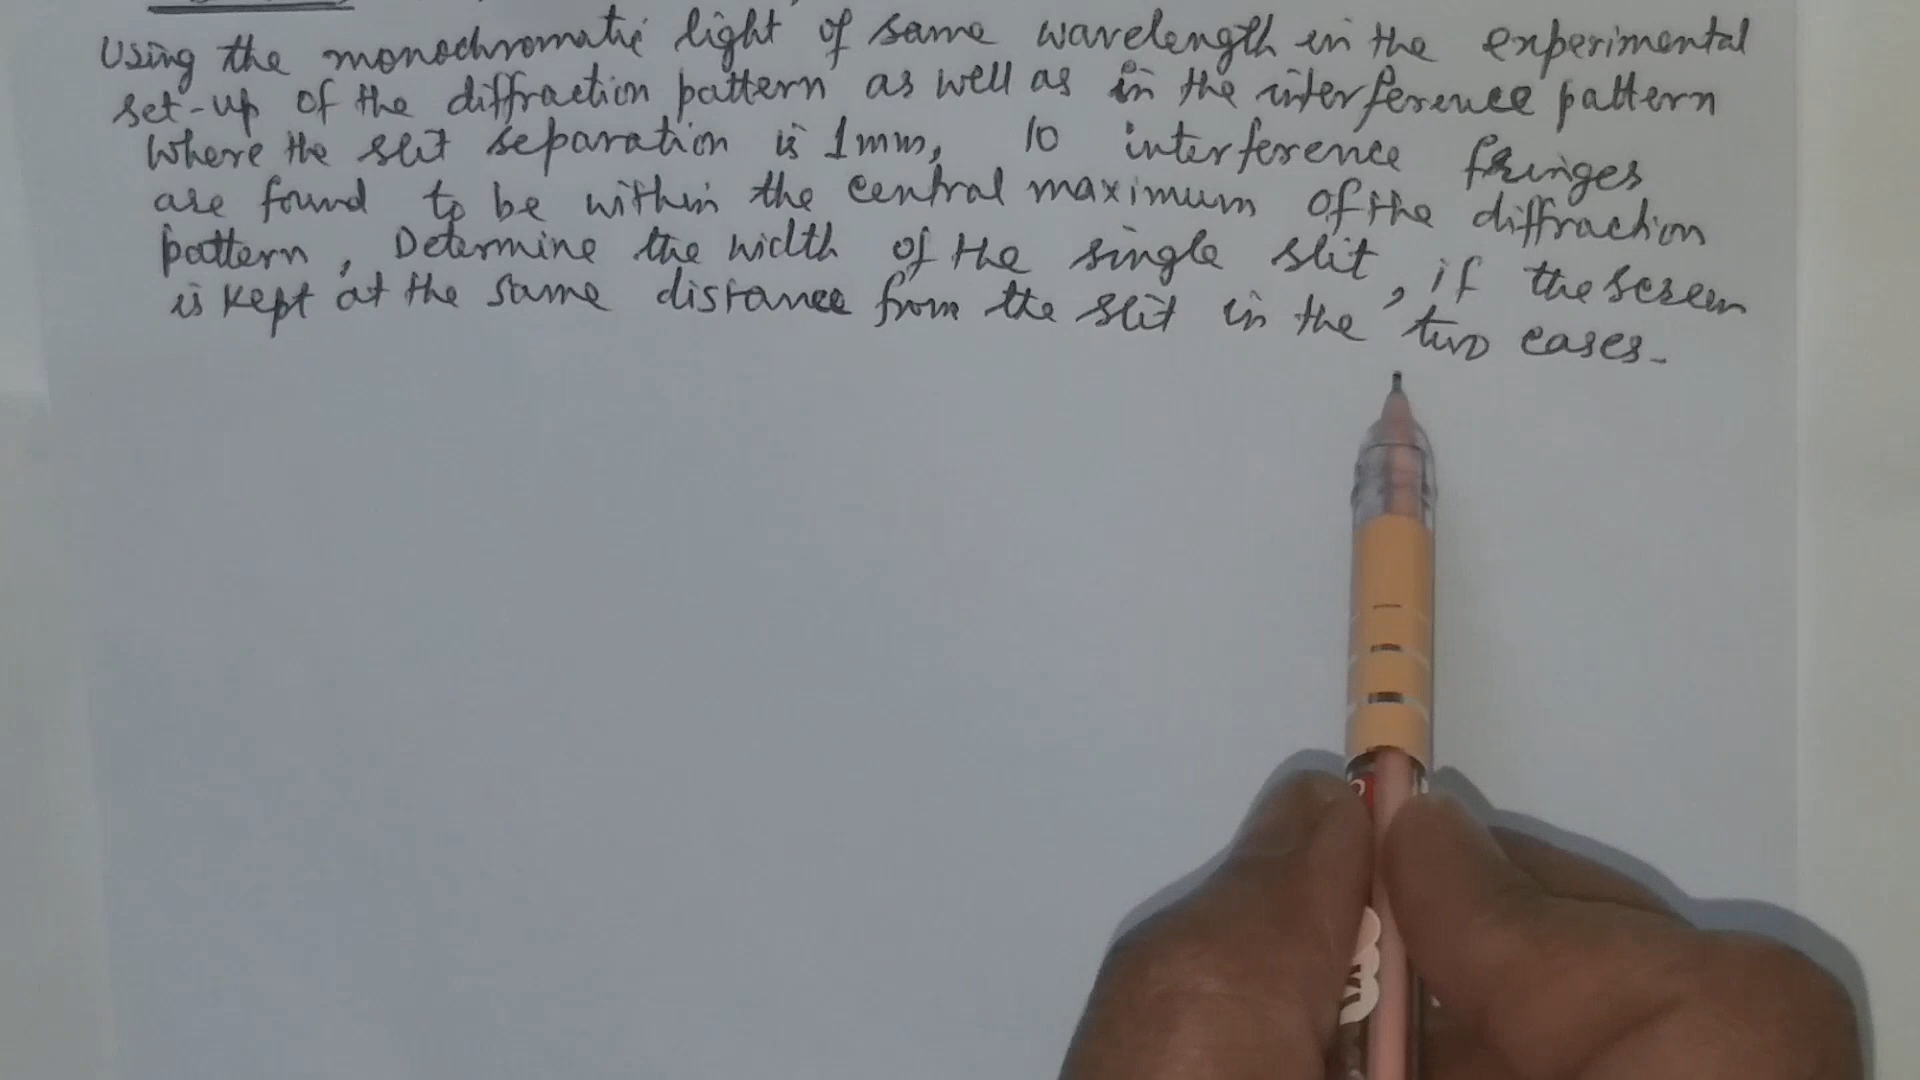 Using the monochromatic light of same wavelength in the experimental
set-up of the diffraction pattern as well as in the interference pattern
where the slit separation is 1mm, 10 interference fringes
are found to be within the central maximum of the diffraction
pattern, Determine the width of the single slit, if the screen
is kept at the same distance from the slit in the two cases.